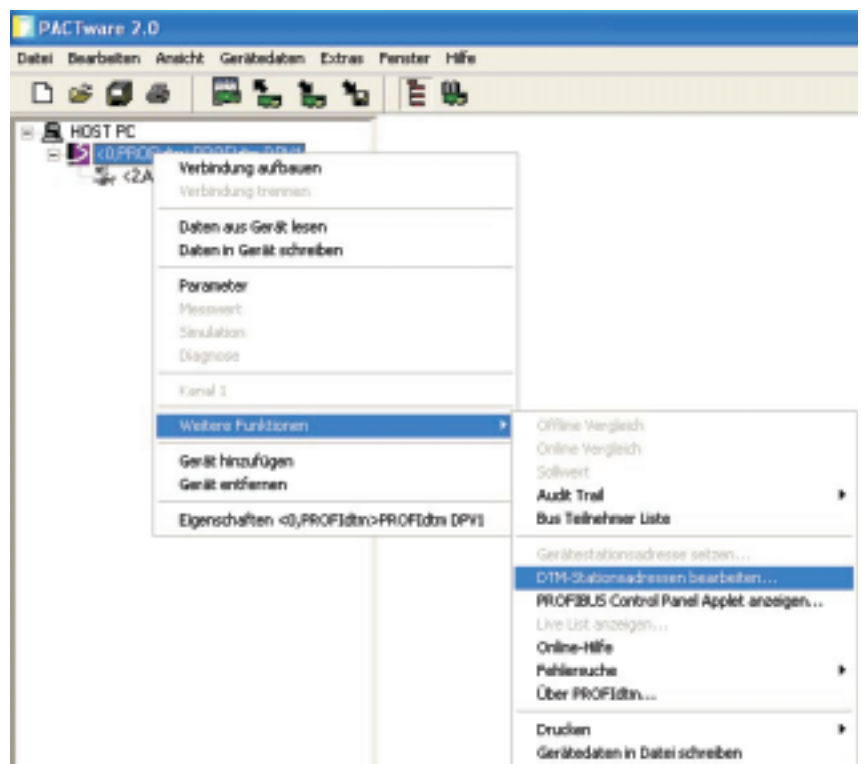 PACTware 2.0
Datei Bearbeiten Ansicht Gerätedaten Extras Fenster Hilfe
HOST PC
<0,PROFIdtm>PROFIdtm DPV1
<2,A
Verbindung aufbauen
Verbindung trennen
Daten aus Gerät lesen
Daten in Gerät schreiben
Parameter
Messwert
Simulation
Diagnose
Kanal 1
Weitere Funktionen
Gerät hinzufügen
Gerät entfernen
Eigenschaften <0,PROFIdtm>PROFIdtm DPV1
Offline Vergleich
Online Vergleich
Sollwert
Audit Trail
Bus Teilnehmer Liste
Gerätestationsadresse setzen...
DTM-Stationsadressen bearbeiten...
PROFIBUS Control Panel Applet anzeigen...
Live List anzeigen...
Online-Hilfe
Fehlersuche
Über PROFIdtm...
Drucken
Gerätedaten in Datei schreiben